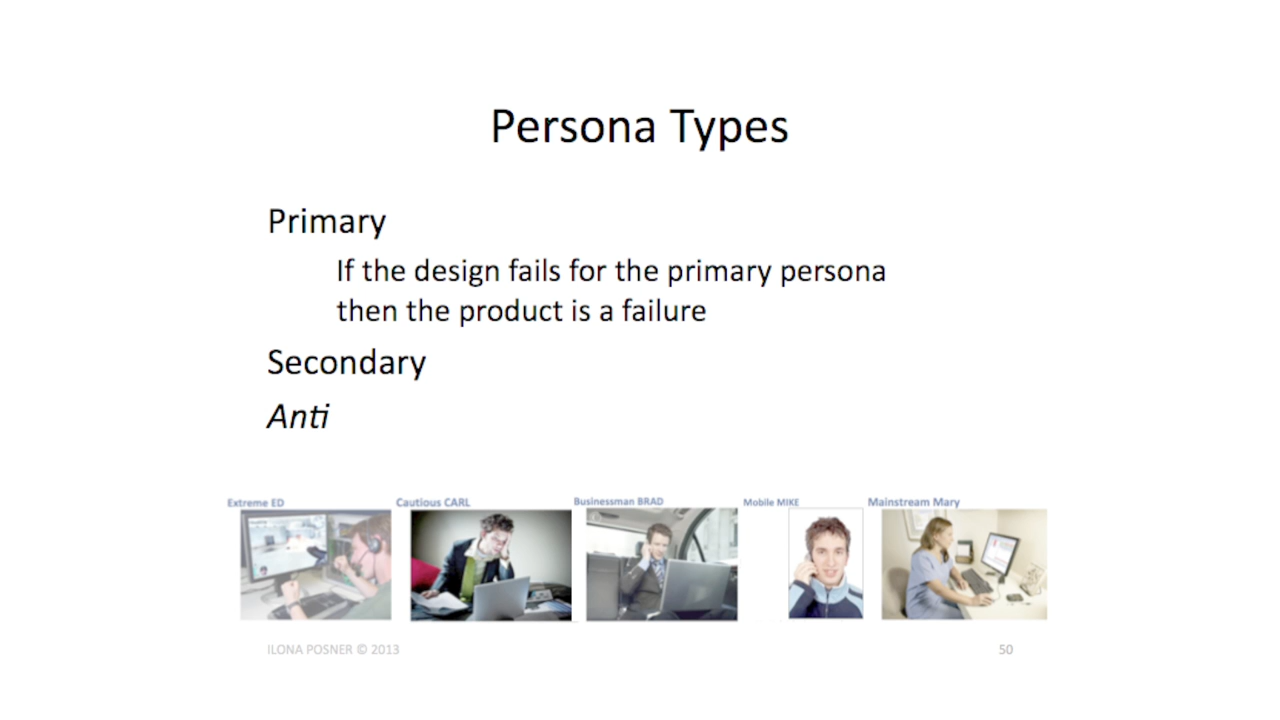 Persona Types
Primary
If the design fails for the primary persona
then the product is a failure
Secondary
Anti
Extreme ED
Cautious CARL
Businessman BRAD
Mobile MIKE
Mainstream Mary
ILONA POSNER © 2013
50